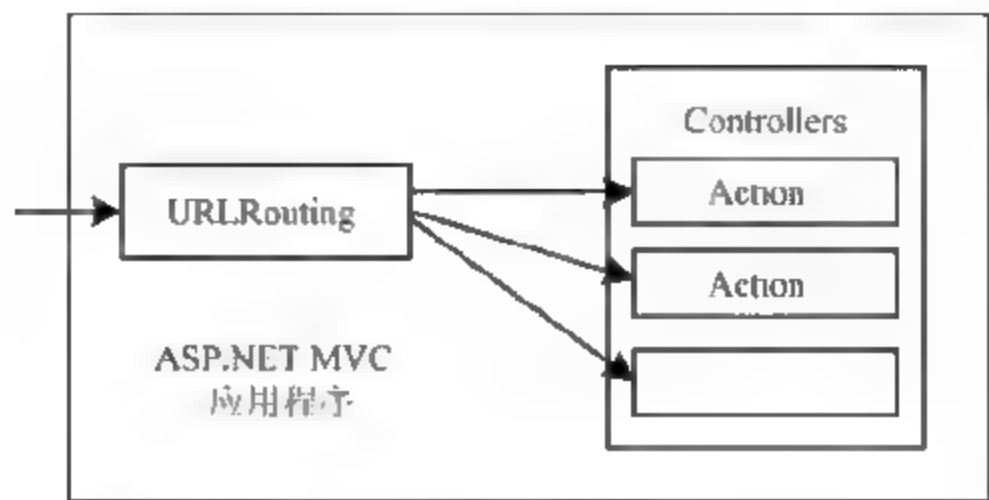 Controllers
Action
URLRouting
Action
ASP.NET MVC
应用程序